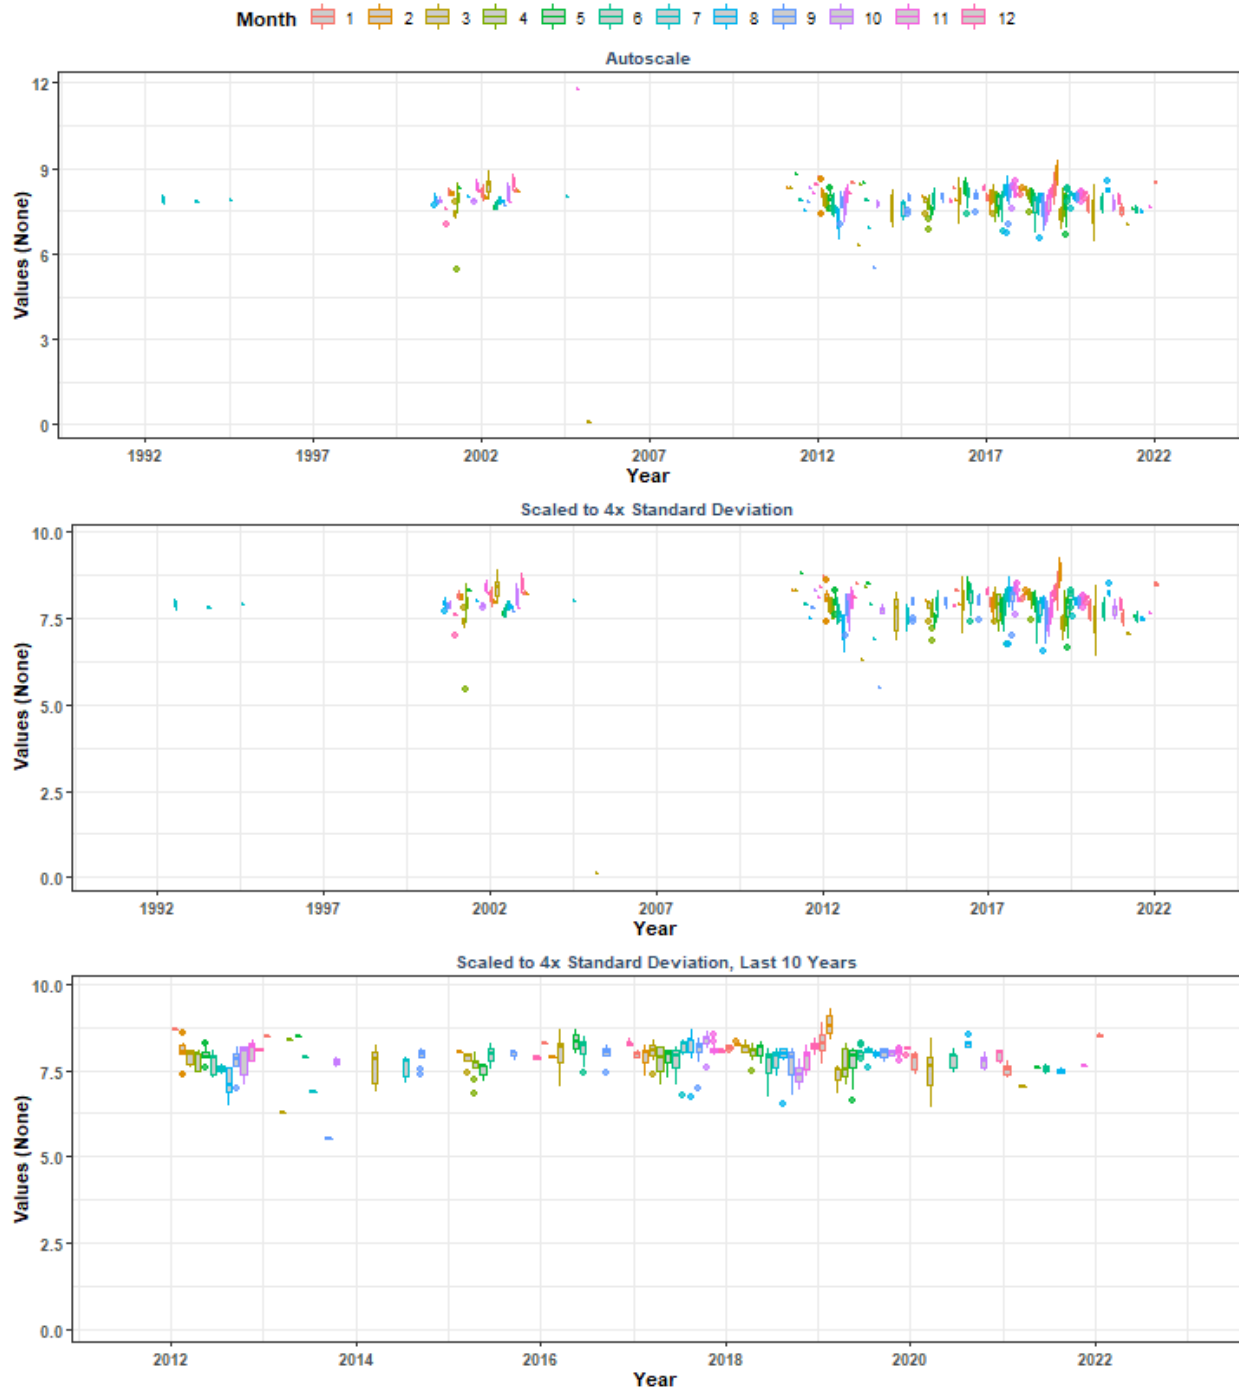 Month 1 2 3 4 5 6 7 8 9 10 11 12
Autoscale
Values (None)
12
9
6
3
0
1992 1997 2002 2007 2012 2017 2022
Year
Scaled to 4x Standard Deviation
Values (None)
10.0
7.5
5.0
2.5
0.0
1992 1997 2002 2007 2012 2017 2022
Year
Scaled to 4x Standard Deviation, Last 10 Years
Values (None)
10.0
7.5
5.0
2.5
0.0
2012 2014 2016 2018 2020 2022
Year